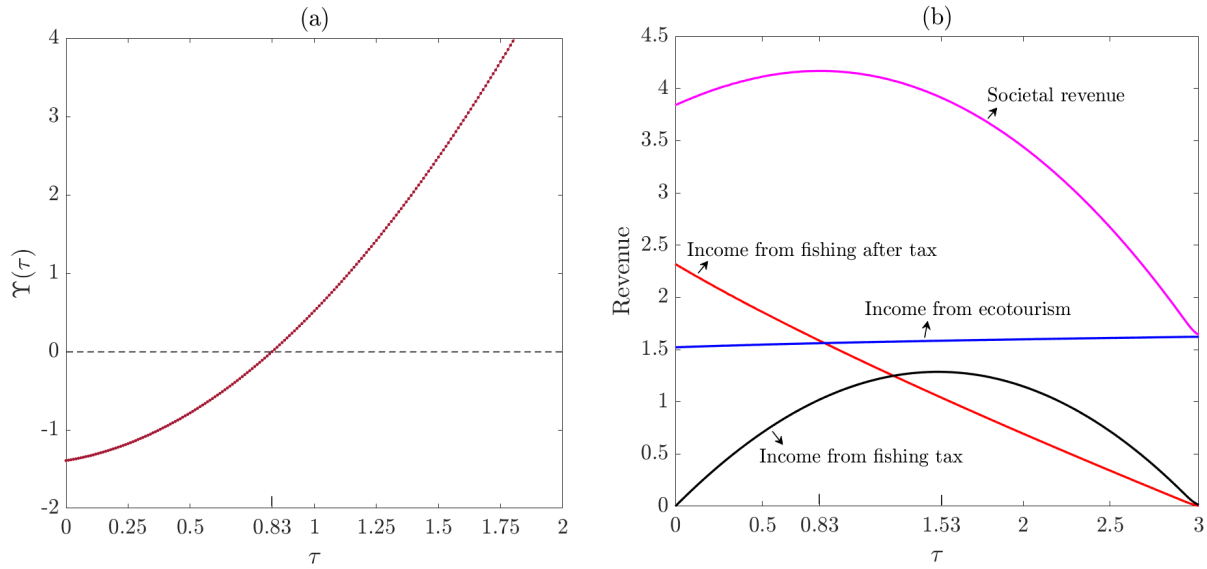 (a)
4
3
2
1
0
-1
-2
0 0.25 0.5 0.83 1 1.25 1.5 1.75 2
ϒ(τ)
τ
(b)
4.5
4
3.5
3
2.5
2
1.5
1
0.5
0
0 0.5 0.83 1.53 2 2.5 3
Revenue
τ
Societal revenue
Income from fishing after tax
Income from ecotourism
Income from fishing tax